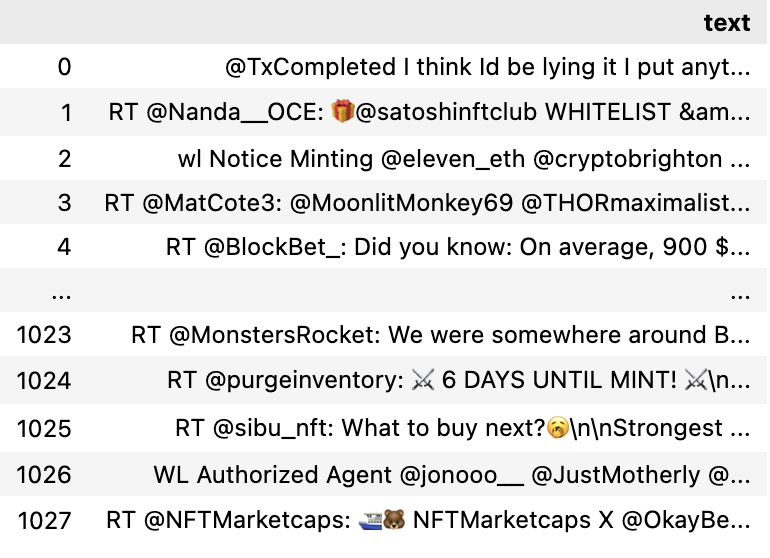 text
0 @TxCompleted I think Id be lying it I put anyt...
1 RT @Nanda__OCE: 🎁@satoshinftclub WHITELIST &am...
2 wl Notice Minting @eleven_eth @cryptobrighton ...
3 RT @MatCote3: @MoonlitMonkey69 @THORmaximalist...
4 RT @BlockBet_: Did you know: On average, 900 $...
... ...
1023 RT @MonstersRocket: We were somewhere around B...
1024 RT @purgeinventory: ⚔️ 6 DAYS UNTIL MINT! ⚔️\n...
1025 RT @sibu_nft: What to buy next?🥱\n\nStrongest ...
1026 WL Authorized Agent @jonooo__ @JustMotherly @...
1027 RT @NFTMarketcaps: 🛥️🐻 NFTMarketcaps X @OkayBe...